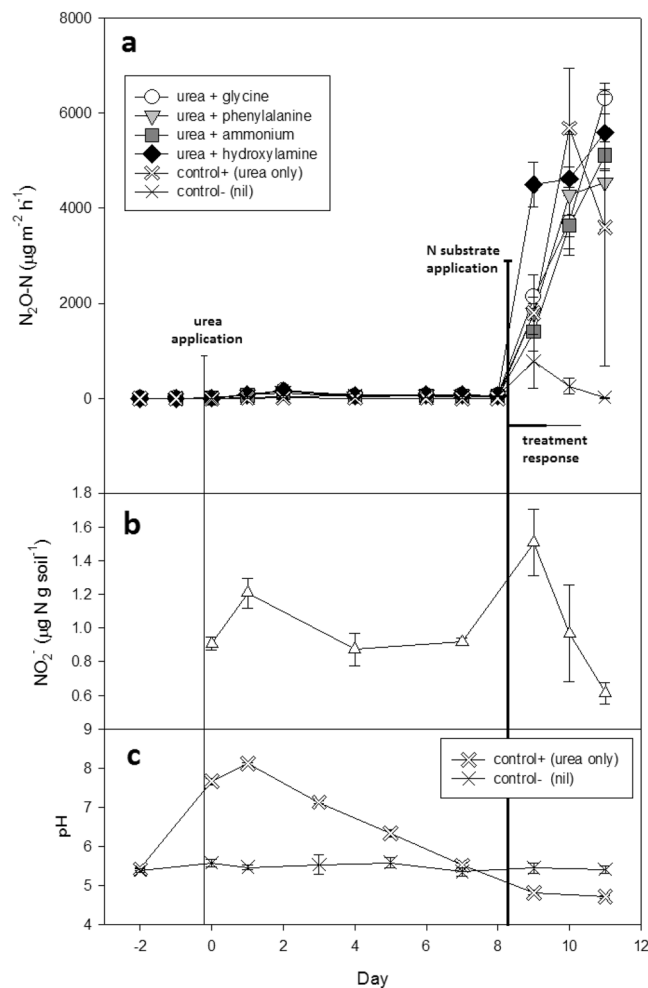 8000
a
urea + glycine
urea + phenylalanine
urea + ammonium
urea + hydroxylamine
control+ (urea only)
control- (nil)
6000
N₂O-N (µg m⁻² h⁻¹)
4000
N substrate
application
2000
urea
application
0
treatment
response
1.8
b
1.6
1.4
NO₂⁻ (µg N g soil⁻¹)
1.2
1.0
0.8
0.6
9
c
control+ (urea only)
control- (nil)
8
7
pH
6
5
4
-2 0 2 4 6 8 10 12
Day